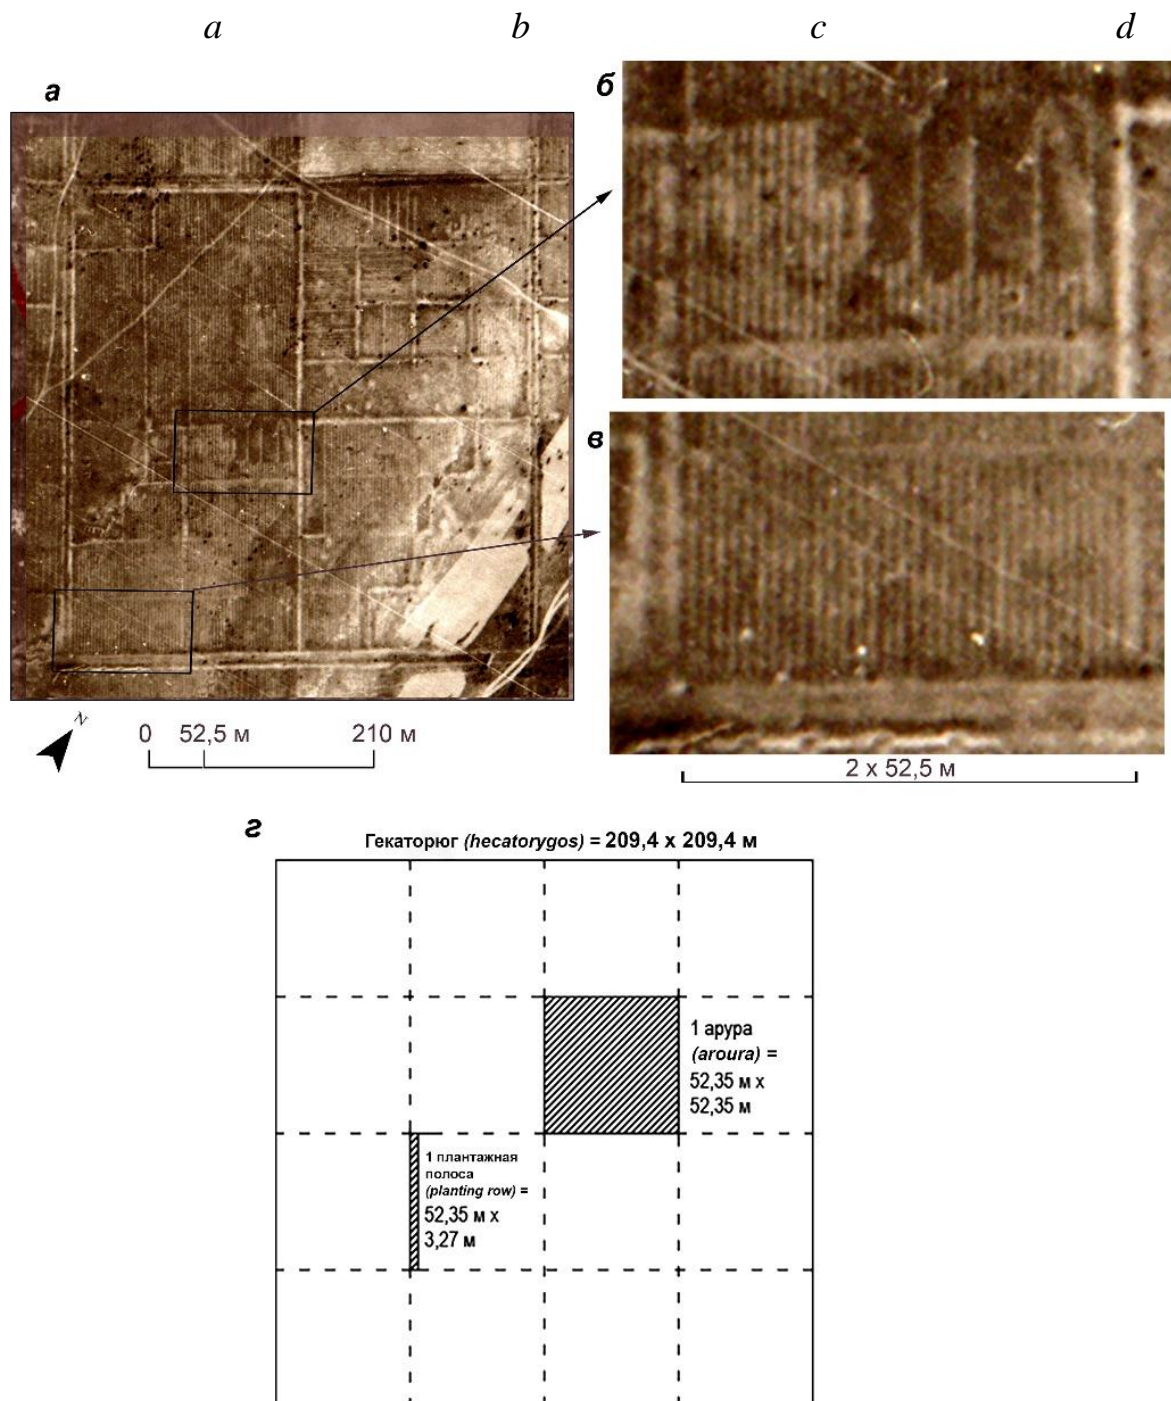 a b c d
а
б
в
N
0 52,5 м 210 м
2 x 52,5 м
г
Гекаторюг (hecatorygos) = 209,4 x 209,4 м
1 арура
(aroura) =
52,35 м x
52,35 м
1 плантажная
полоса
(planting row) =
52,35 м x
3,27 м